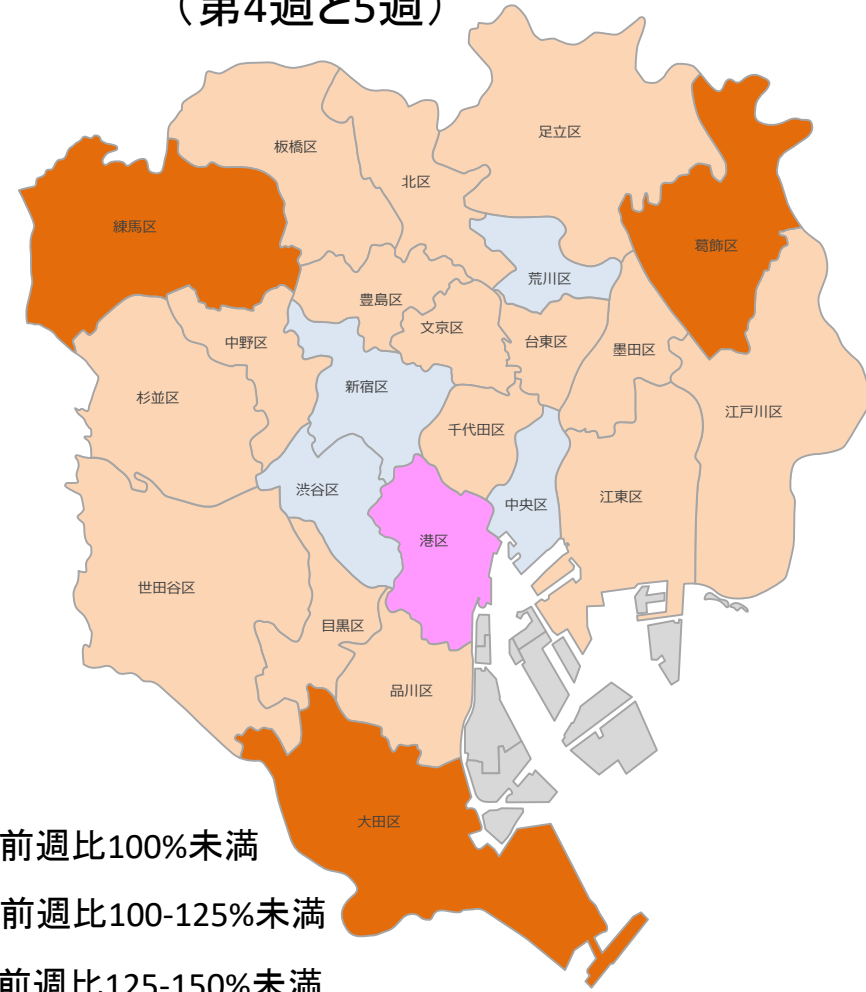 （第4週と5週）
足立区
板橋区
北区
練馬区
葛飾区
荒川区
豊島区
文京区
台東区
中野区
墨田区
新宿区
杉並区
江戸川区
千代田区
渋谷区
中央区
江東区
港区
世田谷区
目黒区
品川区
大田区
前週比100%未満
前週比100-125%未満
前週比125-150%未満